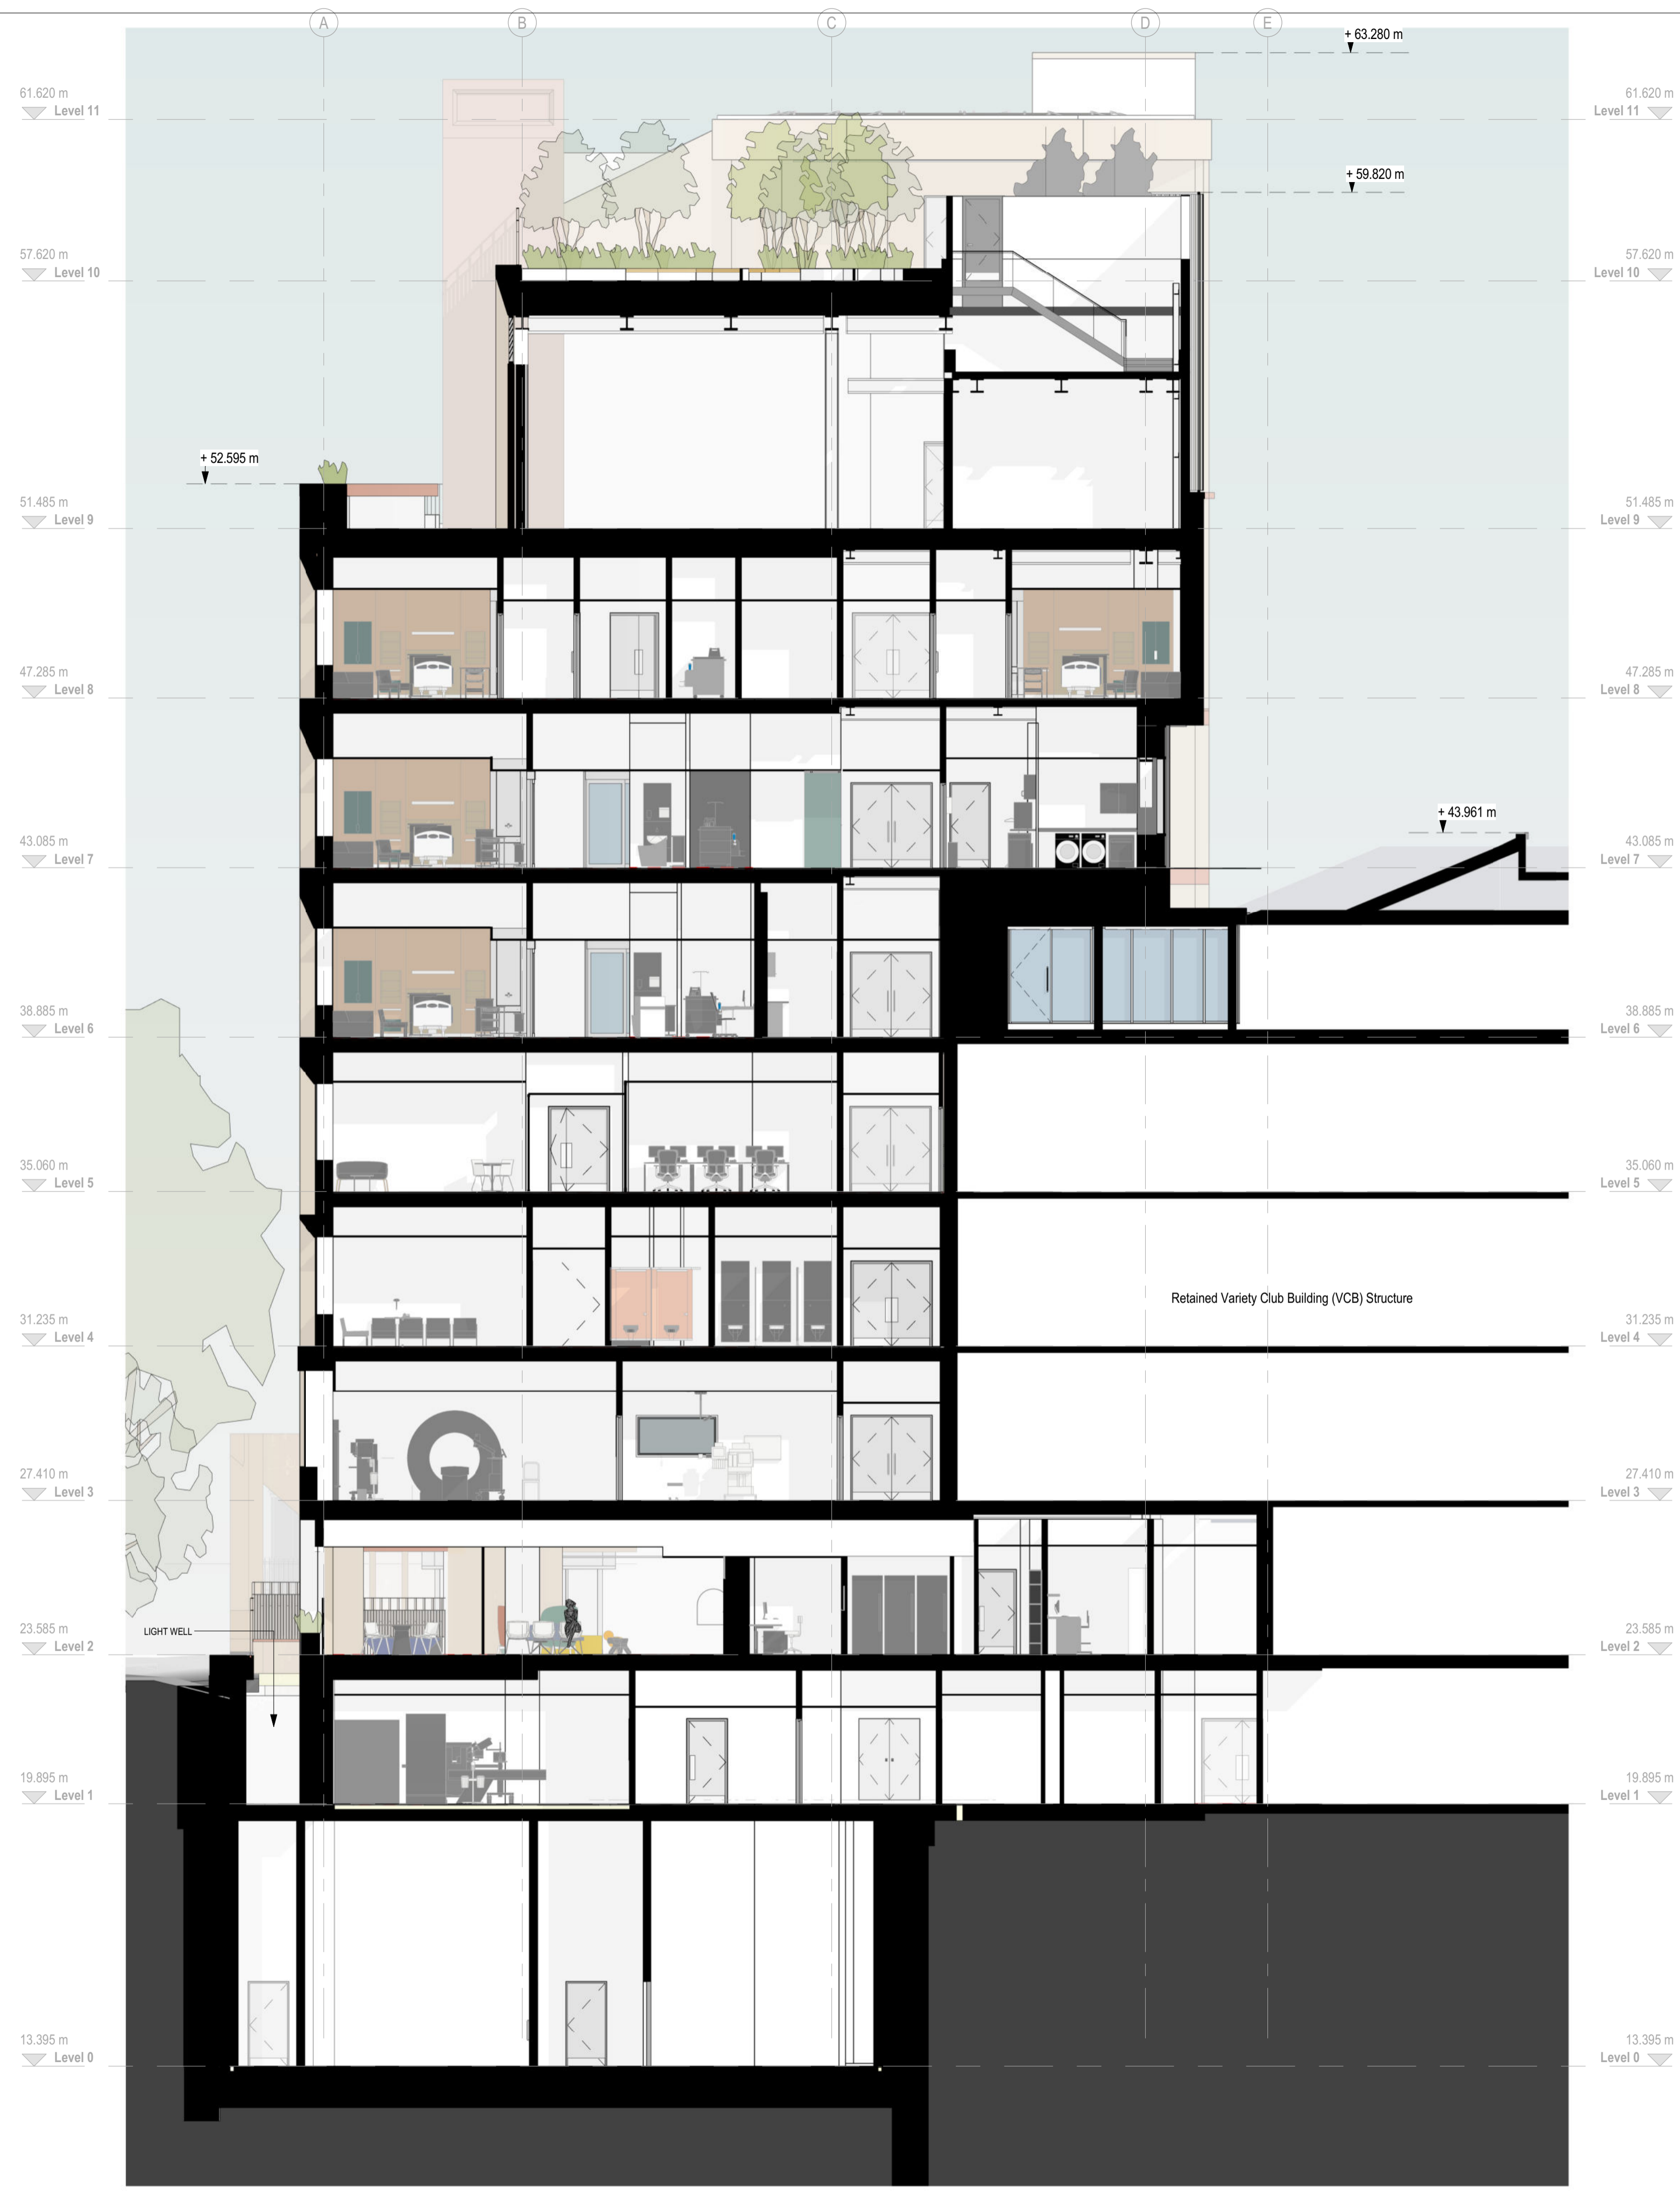 A B C D E
+ 63.280 m
61.620 m
Level 11
61.620 m
Level 11
+ 59.820 m
57.620 m
Level 10
57.620 m
Level 10
+ 52.595 m
51.485 m
Level 9
51.485 m
Level 9
47.285 m
Level 8
47.285 m
Level 8
+ 43.961 m
43.085 m
Level 7
43.085 m
Level 7
38.885 m
Level 6
38.885 m
Level 6
35.060 m
Level 5
35.060 m
Level 5
Retained Variety Club Building (VCB) Structure
31.235 m
Level 4
31.235 m
Level 4
27.410 m
Level 3
27.410 m
Level 3
LIGHT WELL
23.585 m
Level 2
23.585 m
Level 2
19.895 m
Level 1
19.895 m
Level 1
13.395 m
Level 0
13.395 m
Level 0